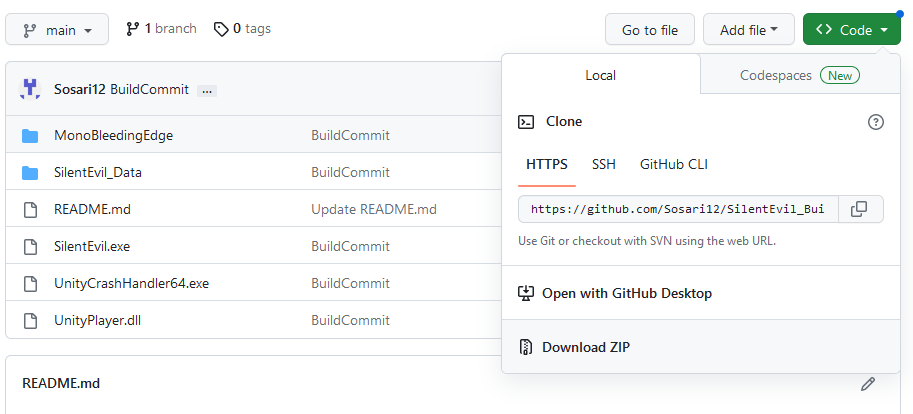 main 1 branch 0 tags Go to file Add file Code
Local Codespaces New
Sosari12 BuildCommit ...
Clone
MonoBleedingEdge BuildCommit
HTTPS SSH GitHub CLI
SilentEvil_Data BuildCommit
README.md Update README.md
https://github.com/Sosari12/SilentEvil_Bui
Use Git or checkout with SVN using the web URL.
SilentEvil.exe BuildCommit
UnityCrashHandler64.exe BuildCommit
Open with GitHub Desktop
UnityPlayer.dll BuildCommit
Download ZIP
README.md